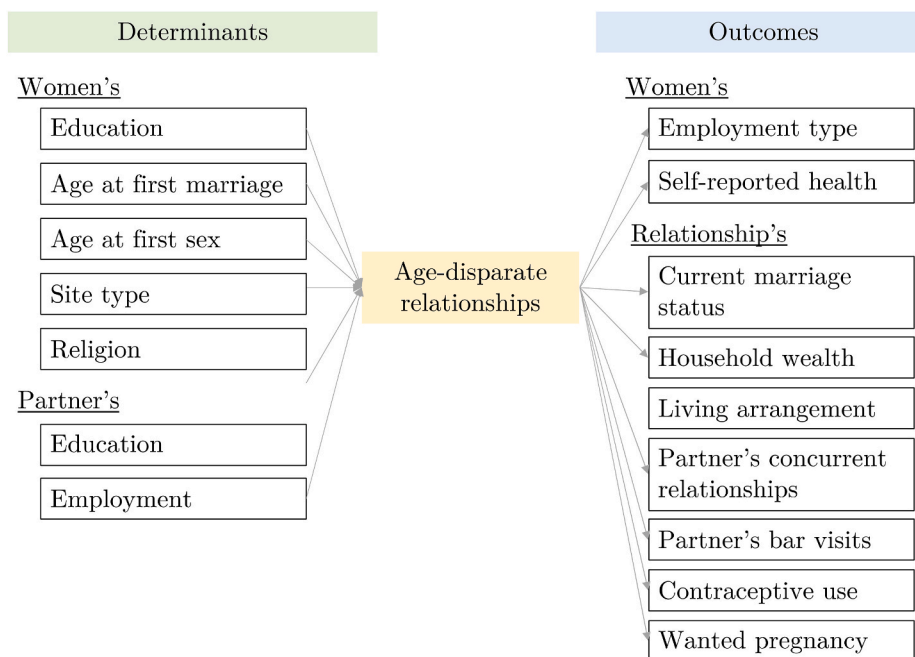 Determinants
Women's
Education
Age at first marriage
Age at first sex
Site type
Religion
Partner's
Education
Employment
Age-disparate
relationships
Outcomes
Women's
Employment type
Self-reported health
Relationship's
Current marriage
status
Household wealth
Living arrangement
Partner's concurrent
relationships
Partner's bar visits
Contraceptive use
Wanted pregnancy